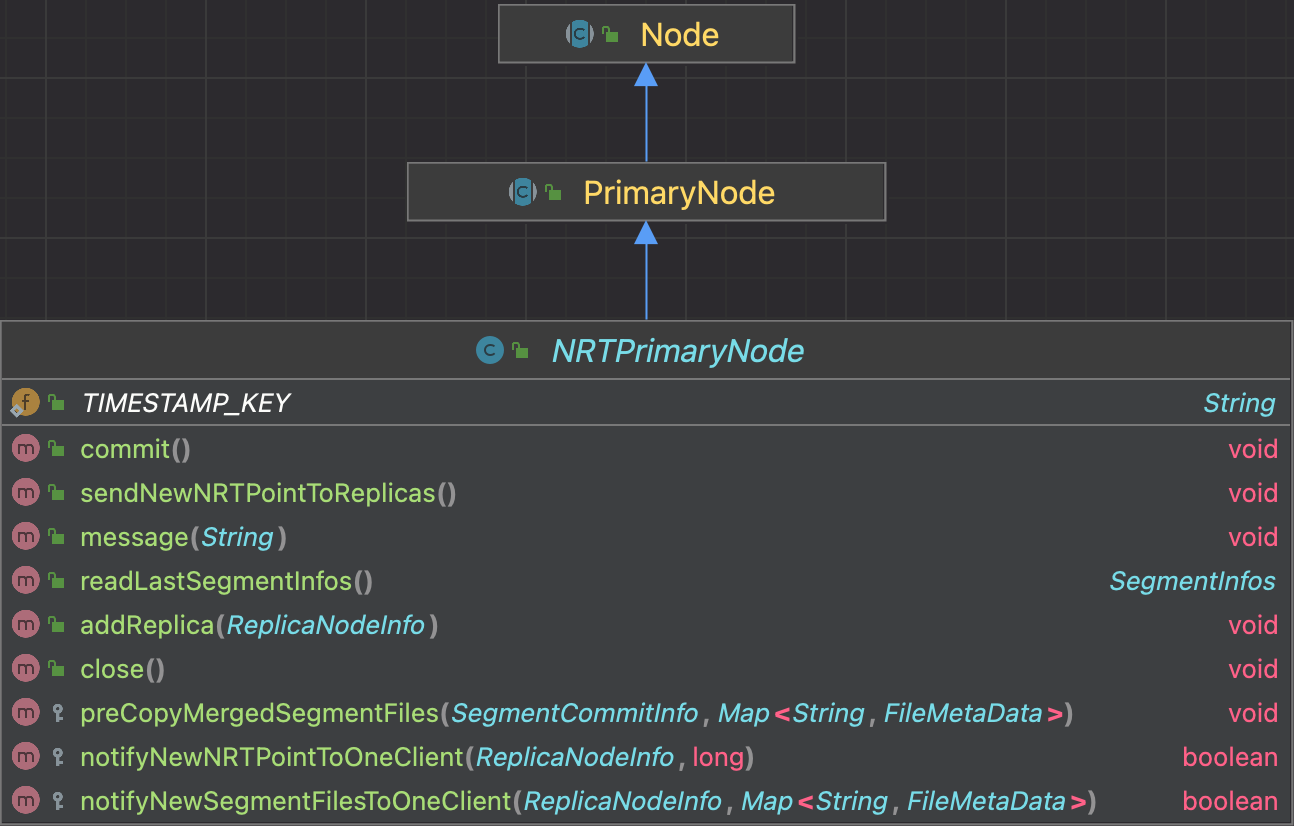 Node
PrimaryNode
NRTPrimaryNode
TIMESTAMP_KEY String
commit() void
sendNewNRTPointToReplicas() void
message(String) void
readLastSegmentInfos() SegmentInfos
addReplica(ReplicaNodeInfo) void
close() void
preCopyMergedSegmentFiles(SegmentCommitInfo, Map<String, FileMetaData>) void
notifyNewNRTPointToOneClient(ReplicaNodeInfo, long) boolean
notifyNewSegmentFilesToOneClient(ReplicaNodeInfo, Map<String, FileMetaData>) boolean